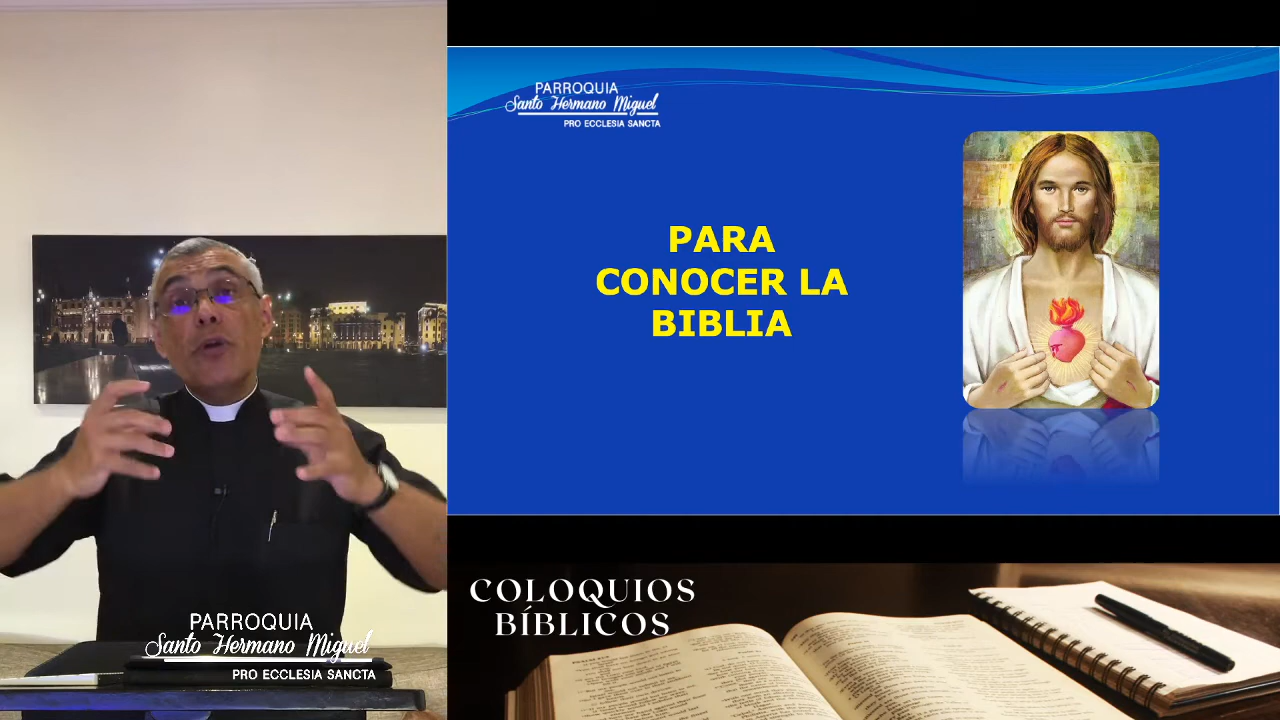 PARROQUIA
Santo Hermano Miguel
PRO ECCLESIA SANCTA
PARA
CONOCER LA
BIBLIA
COLOQUIOS
BÍBLICOS
PARROQUIA
Santo Hermano Miguel
PRO ECCLESIA SANCTA